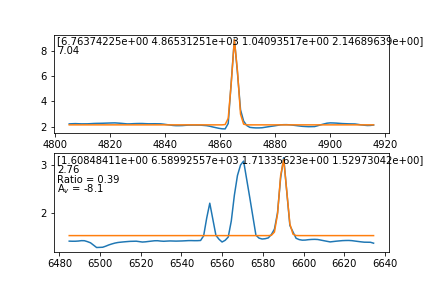 [6.76374225e+00 4.86531251e+03 1.04093517e+00 2.14689639e+00]
7.04
8
6
4
2
4800 4820 4840 4860 4880 4900 4920
[1.60848411e+00 6.58992557e+03 1.71335623e+00 1.52973042e+00]
2.76
Ratio = 0.39
Av = -8.1
3
2
6480 6500 6520 6540 6560 6580 6600 6620 6640